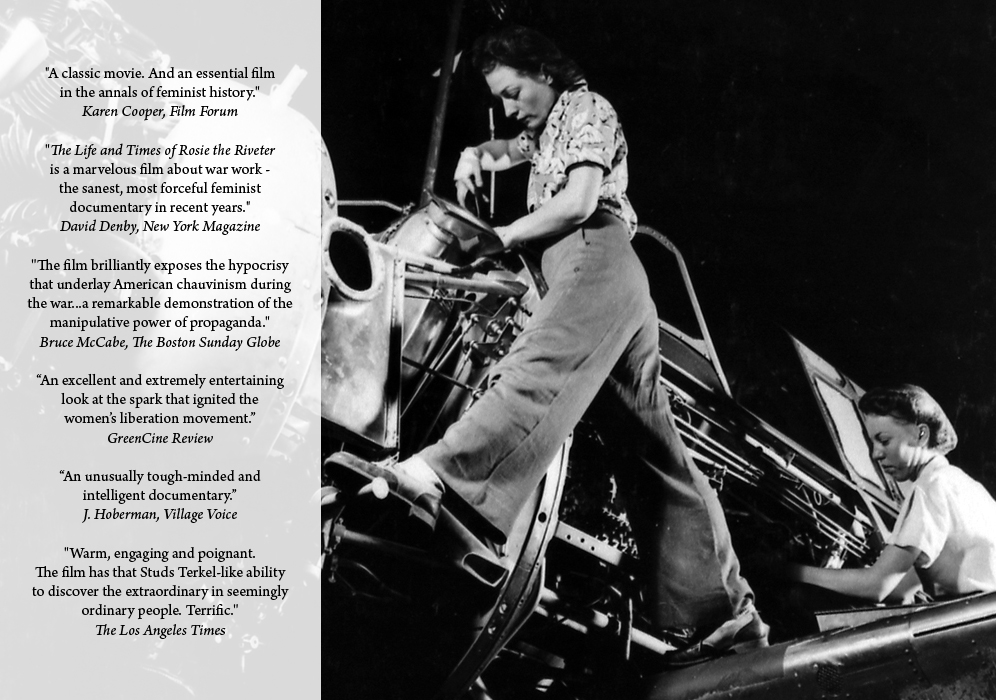 "A classic movie. And an essential film
in the annals of feminist history."
Karen Cooper, Film Forum
"The Life and Times of Rosie the Riveter
is a marvelous film about war work -
the sanest, most forceful feminist
documentary in recent years."
David Denby, New York Magazine
"The film brilliantly exposes the hypocrisy
that underlay American chauvinism during
the war...a remarkable demonstration of the
manipulative power of propaganda."
Bruce McCabe, The Boston Sunday Globe
“An excellent and extremely entertaining
look at the spark that ignited the
women’s liberation movement.”
GreenCine Review
“An unusually tough-minded and
intelligent documentary.”
J. Hoberman, Village Voice
"Warm, engaging and poignant.
The film has that Studs Terkel-like ability
to discover the extraordinary in seemingly
ordinary people. Terrific."
The Los Angeles Times